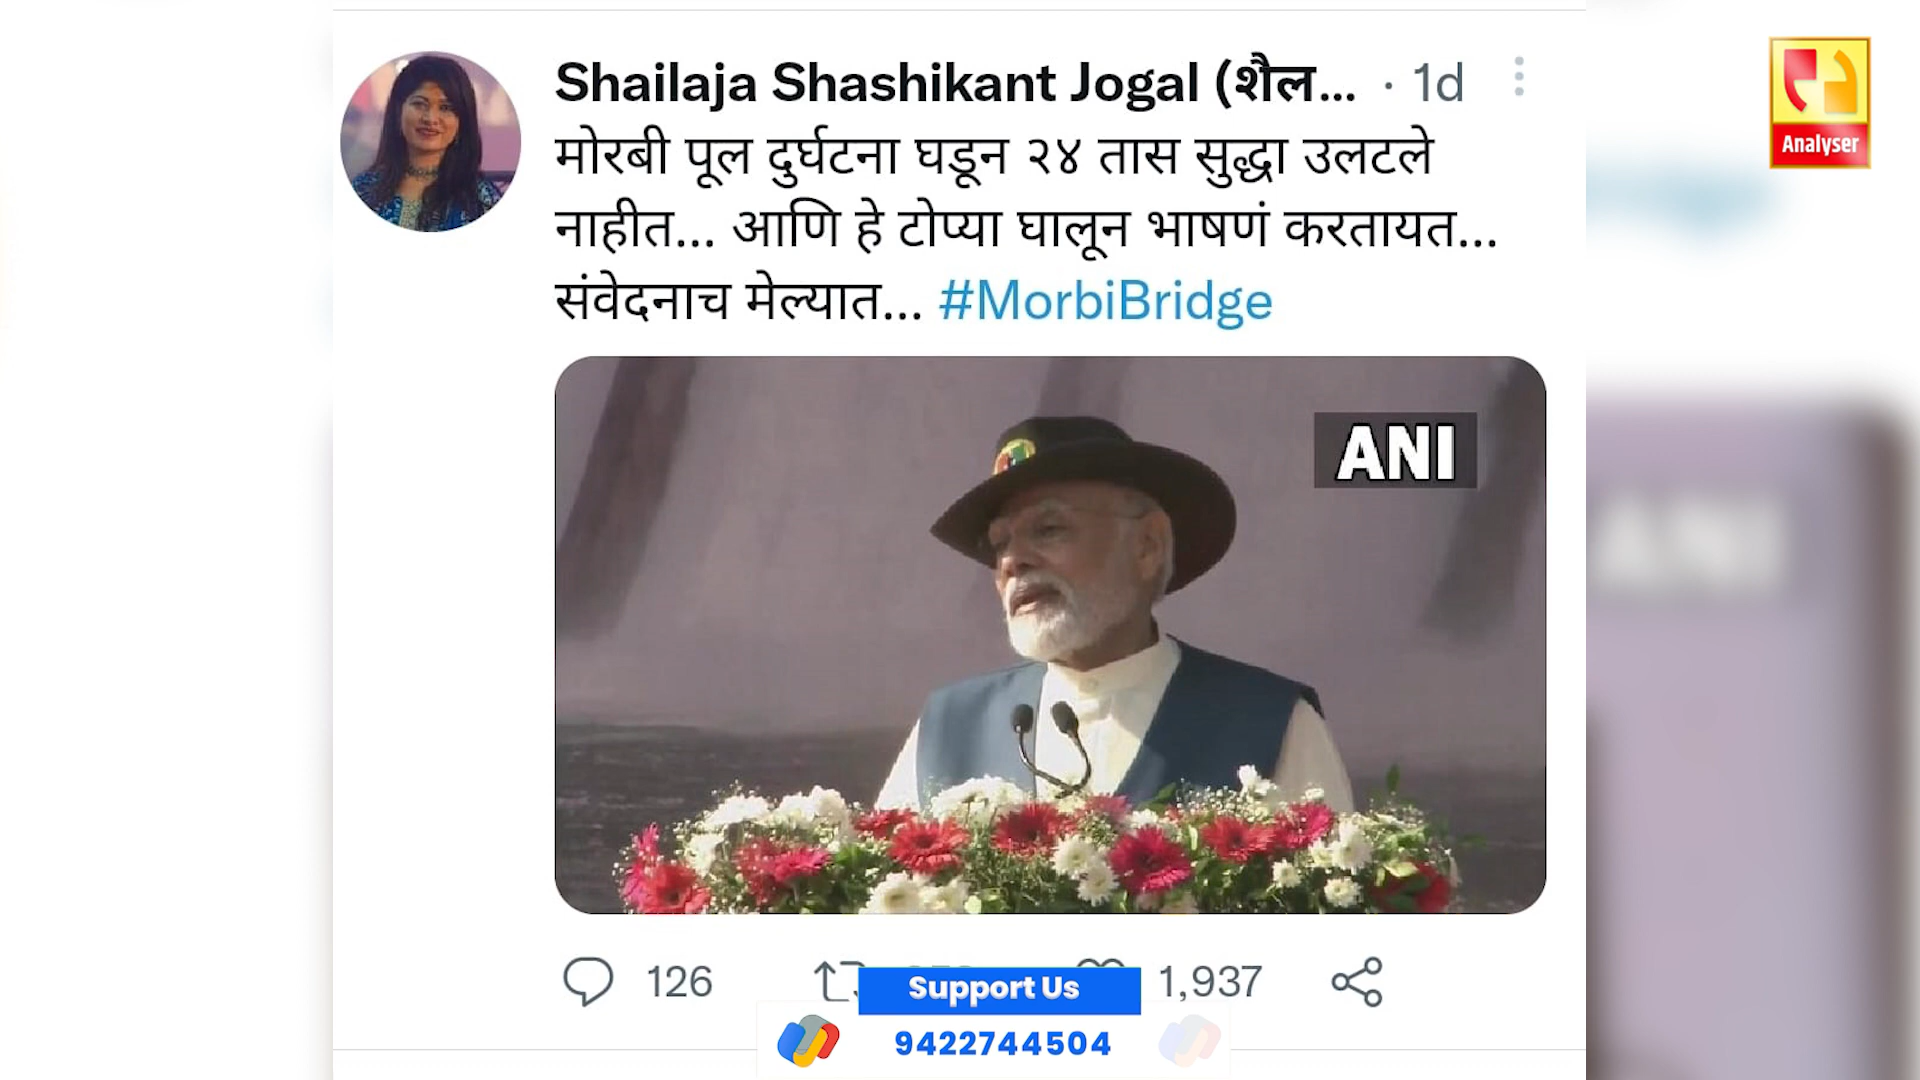 Shailaja Shashikant Jogal (शैल... · 1d
मोरबी पूल दुर्घटना घडून २४ तास सुद्धा उलटले
नाहीत... आणि हे टोप्या घालून भाषणं करतायत...
संवेदनाच मेल्यात... #MorbiBridge
ANI
126
1,937
Support Us
9422744504
Analyser